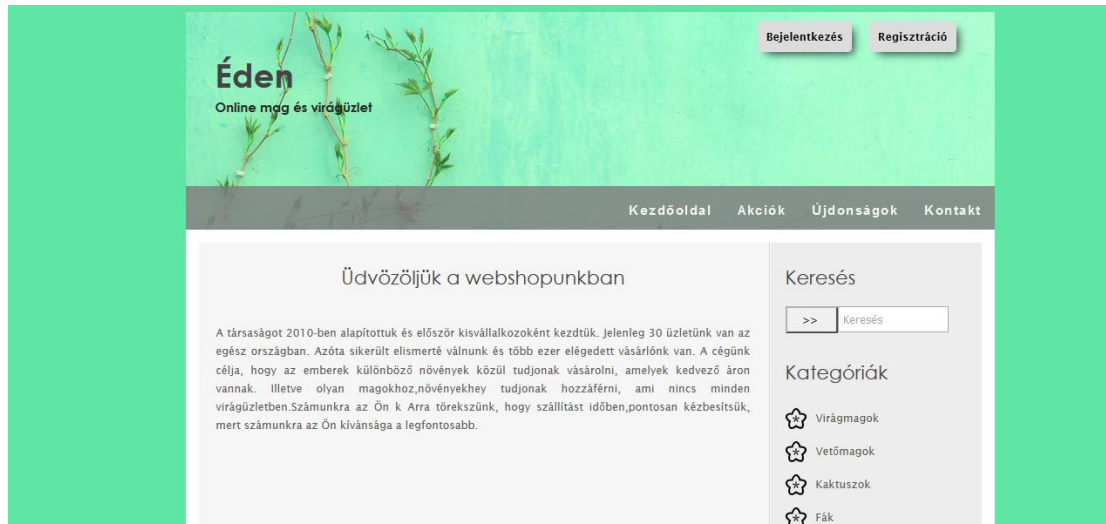 Bejelentkezés Regisztráció
Éden
Online mag és virágüzlet
Kezdőoldal Akciók Újdonságok Kontakt
Üdvözöljük a webshopunkban
A társaságot 2010-ben alapítottuk és először kisvállalkozoként kezdtük. Jelenleg 30 üzletünk van az
egész országban. Azóta sikerült elismerté válnunk és több ezer elégedett vásárlónk van. A cégünk
célja, hogy az emberek különböző növények közül tudjonak vásárolni, amelyek kedvező áron
vannak. Illetve olyan magokhoz,növényekhey tudjonak hozzáférni, ami nincs minden
virágüzletben.Számunkra az Ön k Arra törekszünk, hogy szállítást időben,pontosan kézbesítsük,
mert számunkra az Ön kívánsága a legfontosabb.
Keresés
>> Keresés
Kategóriák
Virágmagok
Vetőmagok
Kaktuszok
Fák